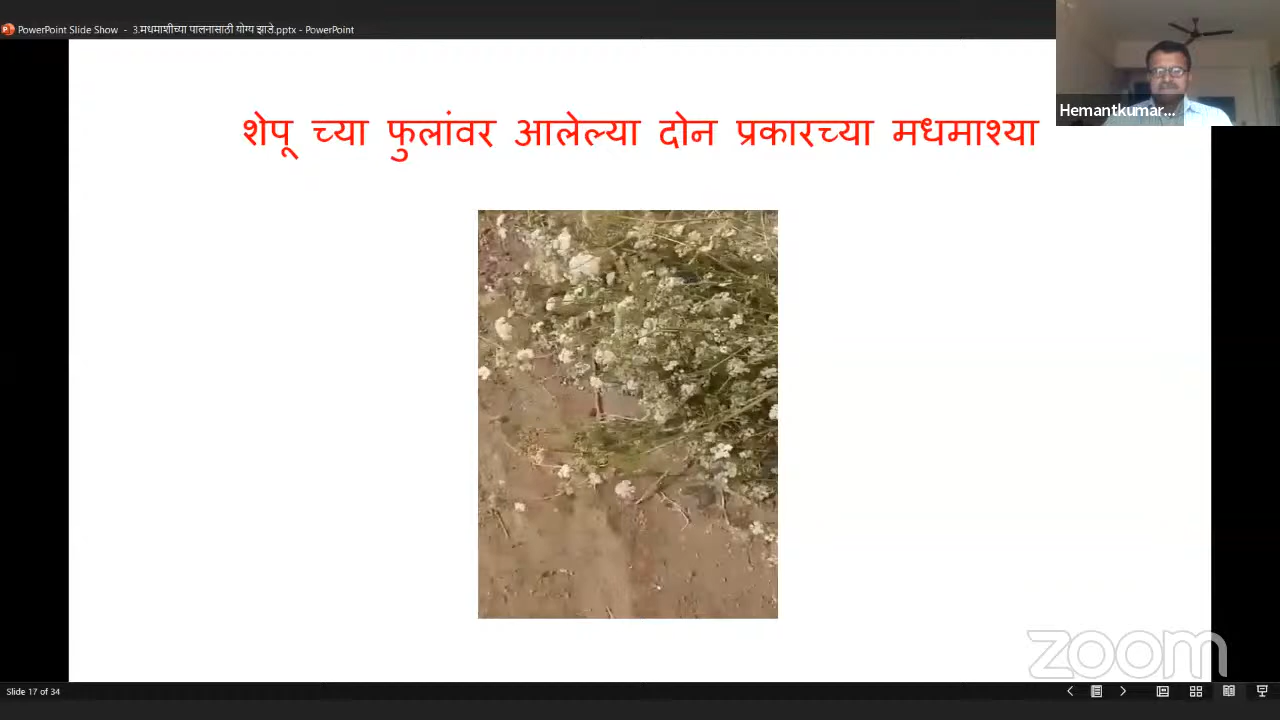 PowerPoint Slide Show - 3.मधमाशीच्या पालनासाठी योग्य झाडे.pptx - PowerPoint
Hemantkumar...
शेपू च्या फुलांवर आलेल्या दोन प्रकारच्या मधमाश्या
zoom
Slide 17 of 34